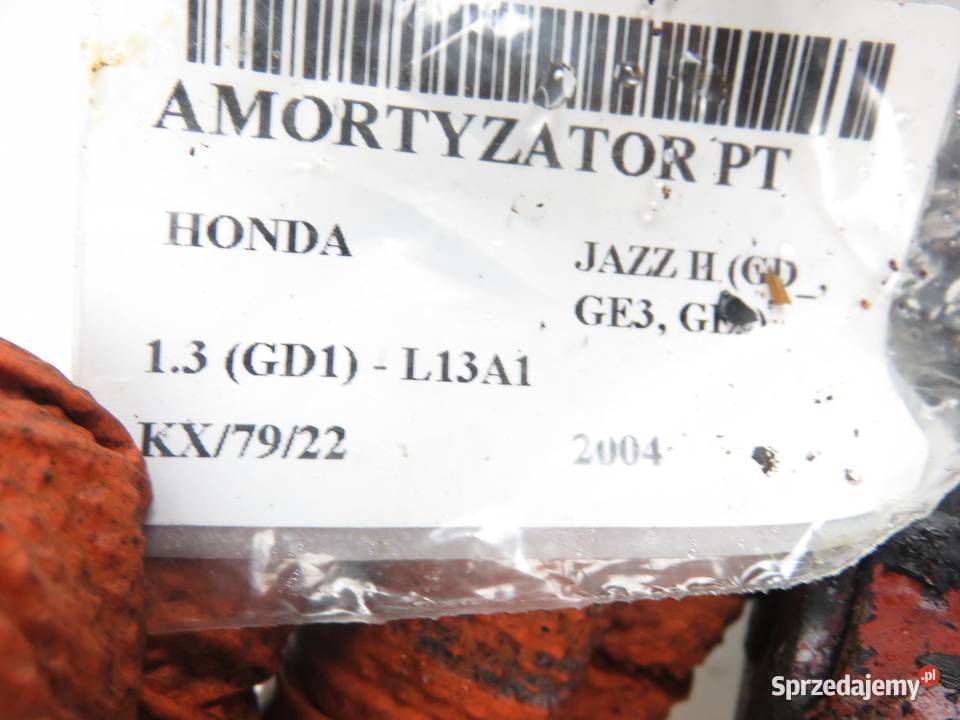 AMORTYZATOR PT
HONDA
JAZZ II (GD_,
GE3,
1.3 (GD1) - L13A1
KX/79/22
2004
Sprzedajemy.pl